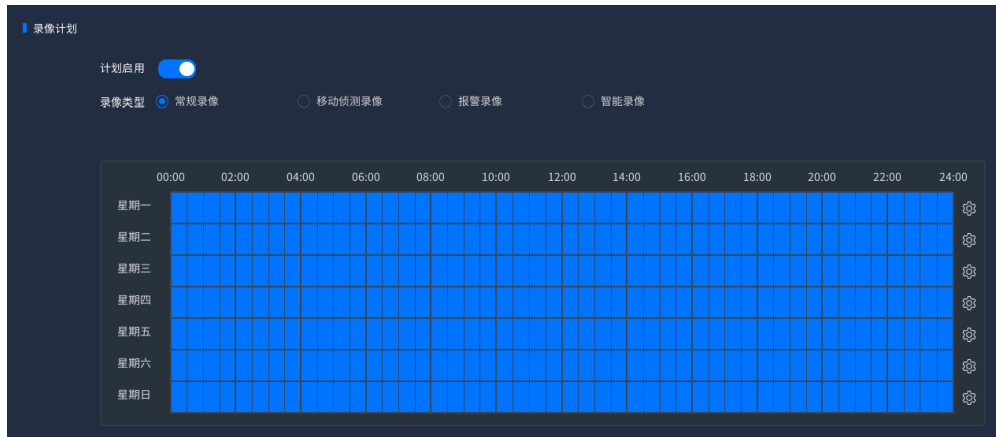 录像计划
计划启用
录像类型 常规录像 移动侦测录像 报警录像 智能录像
00:00 02:00 04:00 06:00 08:00 10:00 12:00 14:00 16:00 18:00 20:00 22:00 24:00
星期一
星期二
星期三
星期四
星期五
星期六
星期日